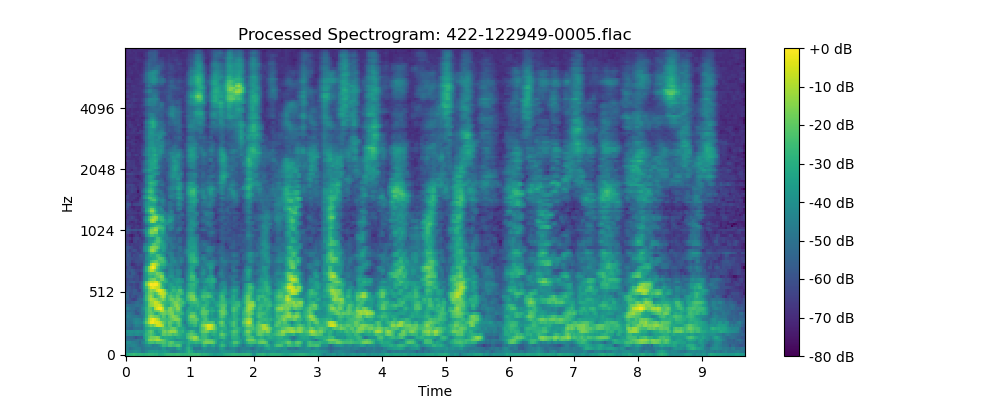 Processed Spectrogram: 422-122949-0005.flac
Hz
4096
2048
1024
512
0
0 1 2 3 4 5 6 7 8 9
Time
+0 dB
-10 dB
-20 dB
-30 dB
-40 dB
-50 dB
-60 dB
-70 dB
-80 dB